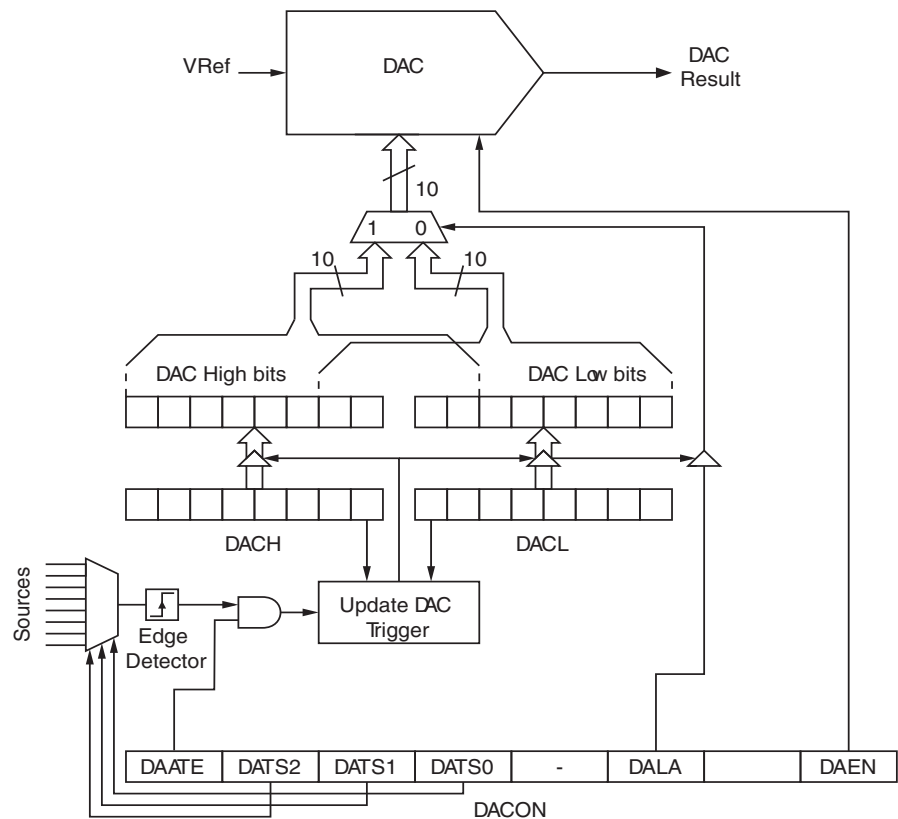 VRef
DAC
DAC
Result
10
1 0
10 10
DAC High bits DAC Low bits
DACH DACL
Sources
Edge
Detector
Update DAC
Trigger
DAATE DATS2 DATS1 DATS0 - DALA DAEN
DACON